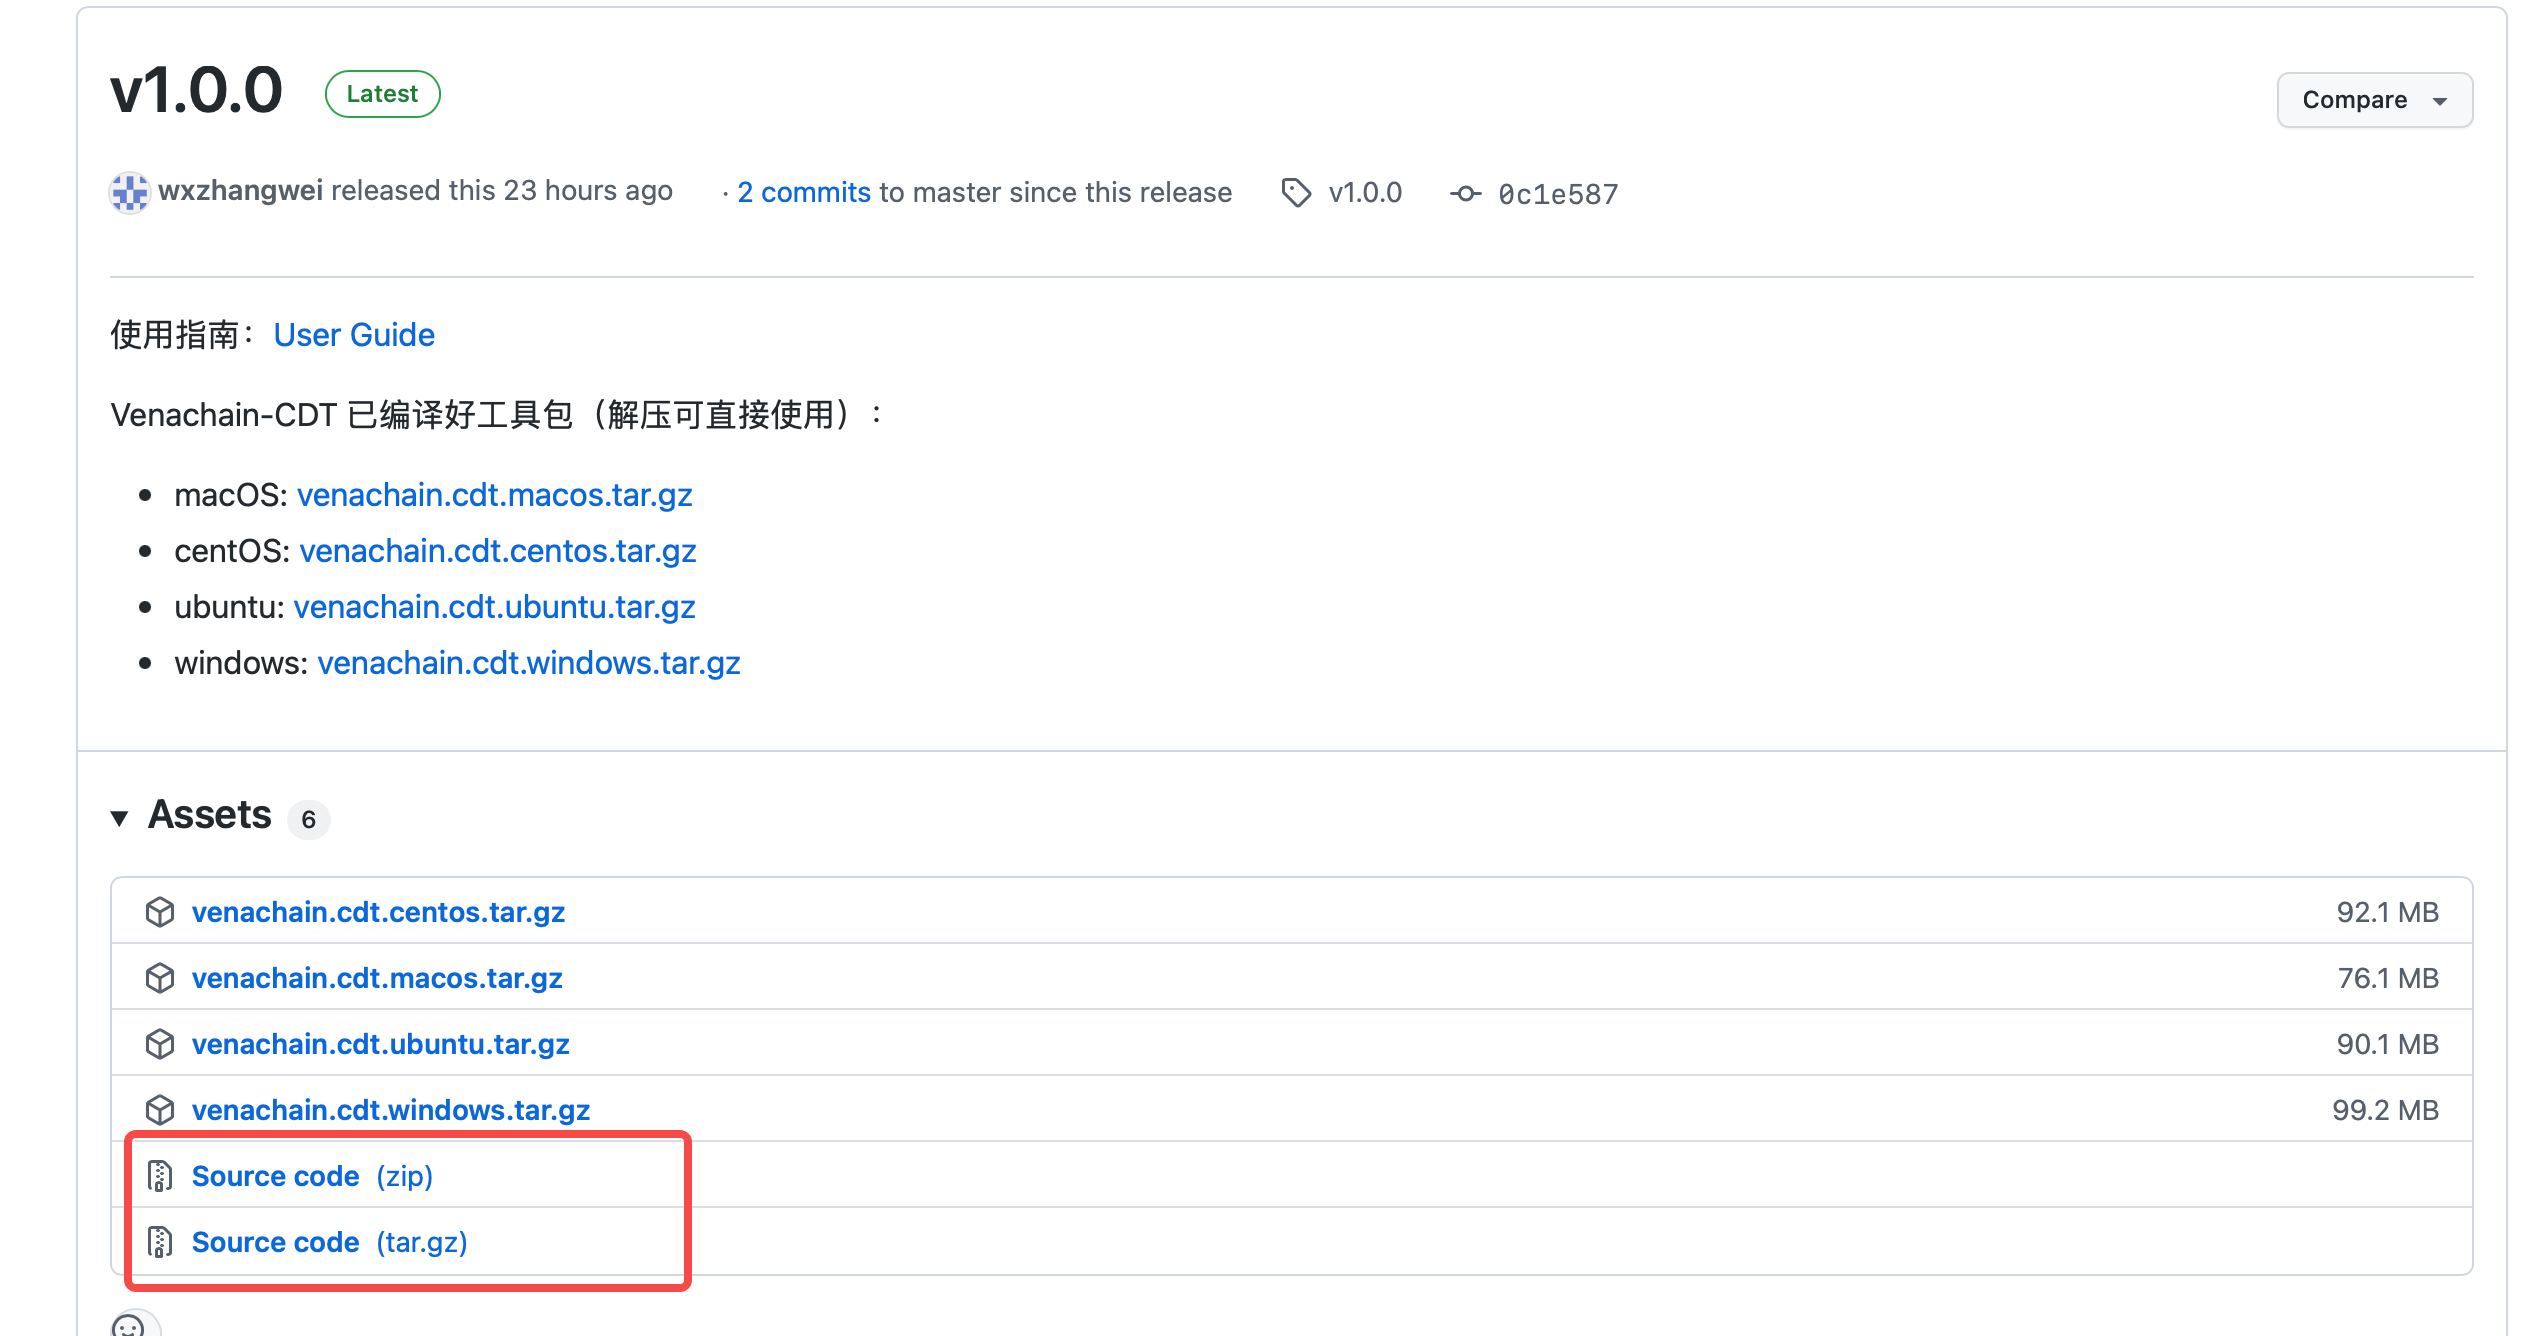 v1.0.0 Latest Compare
wxzhangwei released this 23 hours ago · 2 commits to master since this release v1.0.0 0c1e587
使用指南：User Guide
Venachain-CDT 已编译好工具包（解压可直接使用）：
macOS: venachain.cdt.macos.tar.gz
centOS: venachain.cdt.centos.tar.gz
ubuntu: venachain.cdt.ubuntu.tar.gz
windows: venachain.cdt.windows.tar.gz
Assets 6
venachain.cdt.centos.tar.gz 92.1 MB
venachain.cdt.macos.tar.gz 76.1 MB
venachain.cdt.ubuntu.tar.gz 90.1 MB
venachain.cdt.windows.tar.gz 99.2 MB
Source code (zip)
Source code (tar.gz)